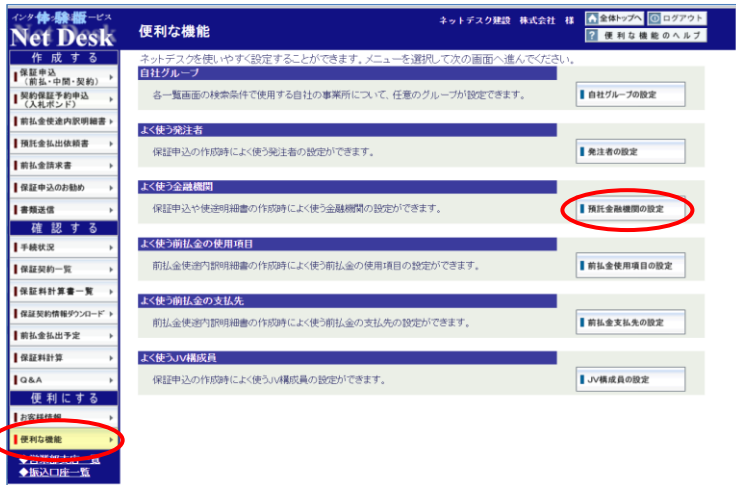 インタ体験版ービス
Net Desk
便利な機能
ネットデスク建設 株式会社 様
全体トップへ
ログアウト
便利な機能のヘルプ
作成する
保証申込
(前払・中間・契約)
契約保証予約申込
(入札ボンド)
前払金使途内訳明細書
預託金払出依頼書
前払金請求書
保証申込のお勧め
書類送信
確認する
手続状況
保証契約一覧
保証料計算書一覧
保証契約情報ダウンロード
前払金払出予定
保証料計算
Q&A
便利にする
お客様情報
便利な機能
◆営業部支店一覧
◆振込口座一覧
ネットデスクを使いやすく設定することができます。メニューを選択して次の画面へ進んでください。
自社グループ
各一覧画面の検索条件で使用する自社の事業所について、任意のグループが設定できます。
自社グループの設定
よく使う発注者
保証申込の作成時によく使う発注者の設定ができます。
発注者の設定
よく使う金融機関
保証申込や使途明細書の作成時によく使う金融機関の設定ができます。
預託金融機関の設定
よく使う前払金の使用項目
前払金使途内訳明細書の作成時によく使う前払金の使用項目の設定ができます。
前払金使用項目の設定
よく使う前払金の支払先
前払金使途内訳明細書の作成時によく使う前払金の支払先の設定ができます。
前払金支払先の設定
よく使うJV構成員
保証申込の作成時によく使うJV構成員の設定ができます。
JV構成員の設定